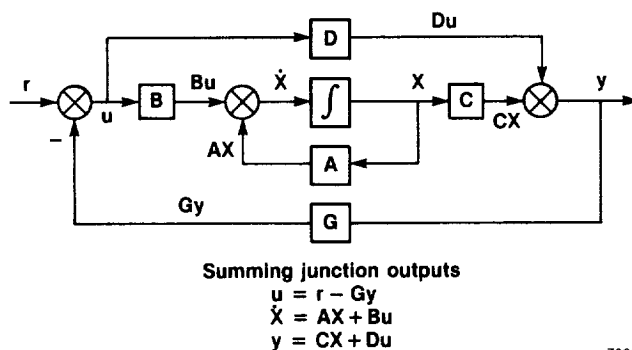 D
Du
r
u
B
Bu
Ẋ
∫
X
C
CX
y
AX
A
−
Gy
G
Summing junction outputs
u = r − Gy
Ẋ = AX + Bu
y = CX + Du